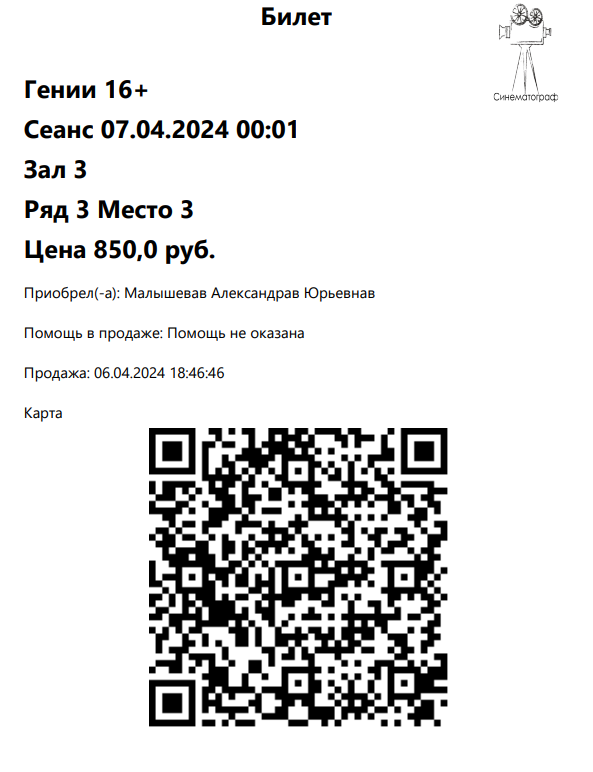 Билет
Синематограф
Гении 16+
Сеанс 07.04.2024 00:01
Зал 3
Ряд 3 Место 3
Цена 850,0 руб.
Приобрел(-а): Малышевав Александрав Юрьевнав
Помощь в продаже: Помощь не оказана
Продажа: 06.04.2024 18:46:46
Карта